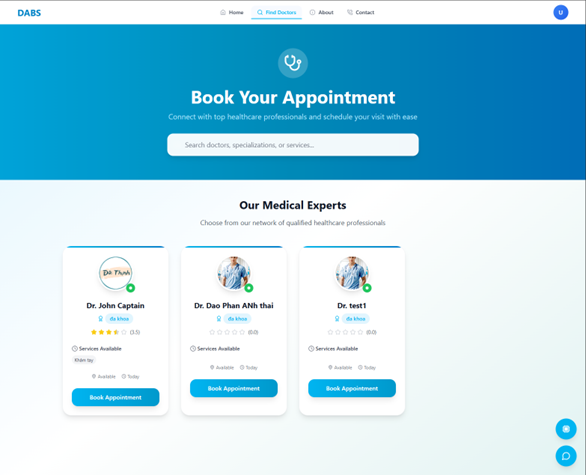 DABS
Home
Find Doctors
About
Contact
U
Book Your Appointment
Connect with top healthcare professionals and schedule your visit with ease
Search doctors, specializations, or services...
Our Medical Experts
Choose from our network of qualified healthcare professionals
Dr. John Captain
đa khoa
(3.5)
Services Available
Khám tay
Available
Today
Book Appointment
Dr. Dao Phan ANh thai
đa khoa
(0.0)
Services Available
Available
Today
Book Appointment
Dr. test1
đa khoa
(0.0)
Services Available
Available
Today
Book Appointment